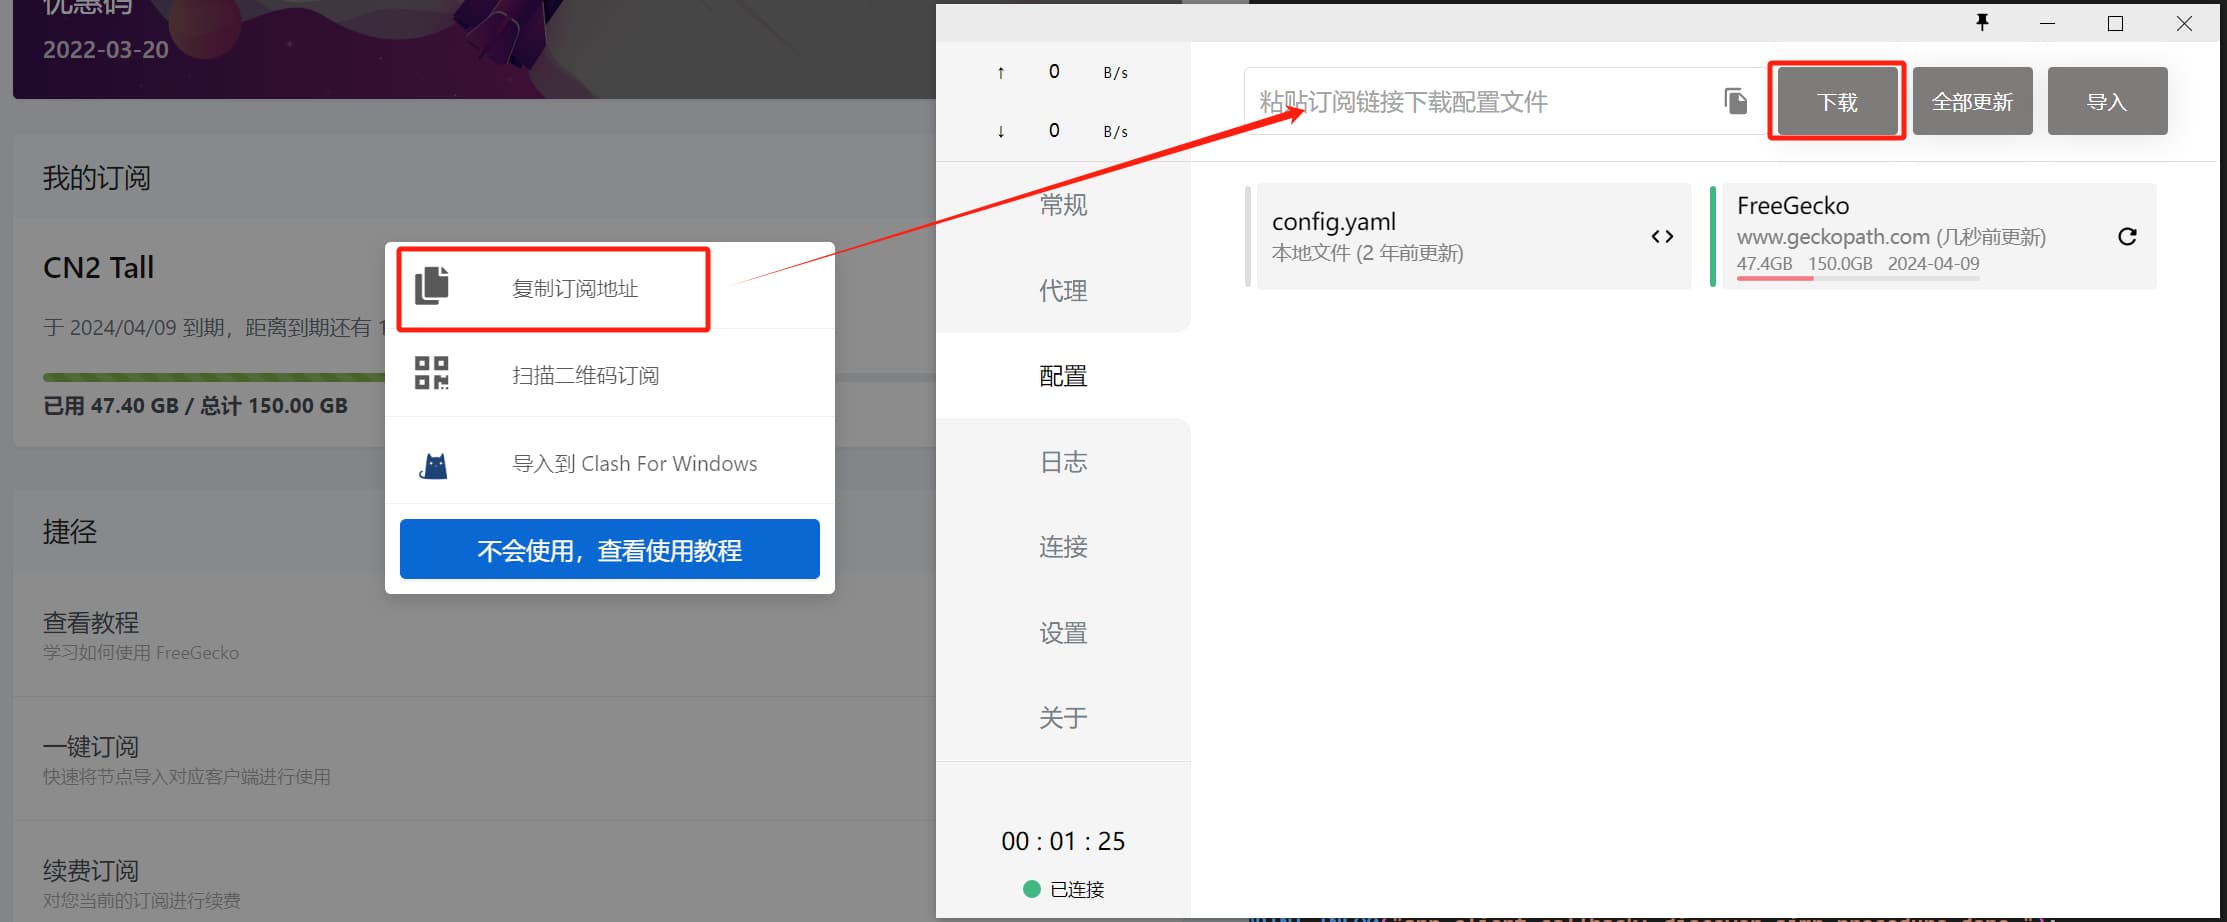 优惠码
2022-03-20
我的订阅
CN2 Tall
于 2024/04/09 到期，距离到期还有 1
已用 47.40 GB / 总计 150.00 GB
捷径
查看教程
学习如何使用 FreeGecko
一键订阅
快速将节点导入对应客户端进行使用
续费订阅
对您当前的订阅进行续费
复制订阅地址
扫描二维码订阅
导入到 Clash For Windows
不会使用，查看使用教程
↑ 0 B/s
↓ 0 B/s
常规
代理
配置
日志
连接
设置
关于
00 : 01 : 25
已连接
粘贴订阅链接下载配置文件
下载
全部更新
导入
config.yaml
本地文件 (2 年前更新)
FreeGecko
www.geckopath.com (几秒前更新)
47.4GB 150.0GB 2024-04-09